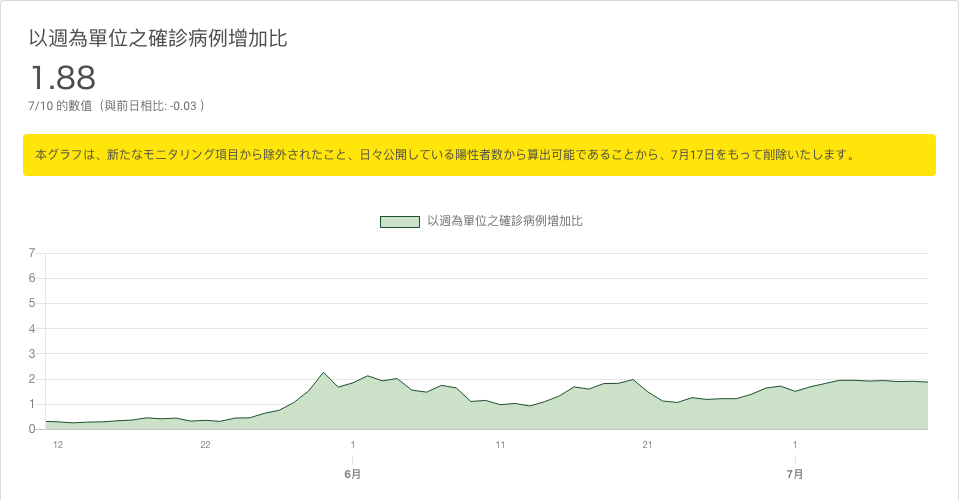 以週為單位之確診病例增加比
1.88
7/10 的數值（與前日相比: -0.03 ）
本グラフは、新たなモニタリング項目から除外されたこと、日々公開している陽性者数から算出可能であることから、7月17日をもって削除いたします。
以週為單位之確診病例增加比
7
6
5
4
3
2
1
0
12 22 1 11 21 1
6月 7月